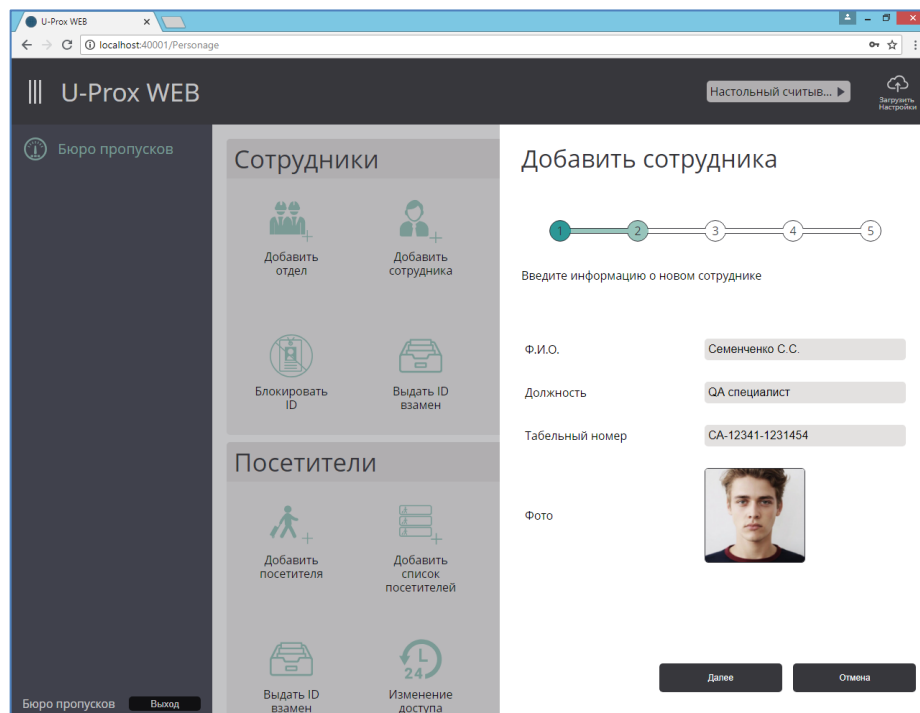 U-Prox WEB
localhost:40001/Personage
U-Prox WEB
Настольный считыв...
Загрузить
Настройки
Бюро пропусков
Сотрудники
Добавить
отдел
Добавить
сотрудника
Блокировать
ID
Выдать ID
взамен
Посетители
Добавить
посетителя
Добавить
список
посетителей
Выдать ID
взамен
24
Изменение
доступа
Добавить сотрудника
1 2 3 4 5
Введите информацию о новом сотруднике
Ф.И.О.
Семенченко С.С.
Должность
QA специалист
Табельный номер
CA-12341-1231454
Фото
Далее
Отмена
Бюро пропусков
Выход